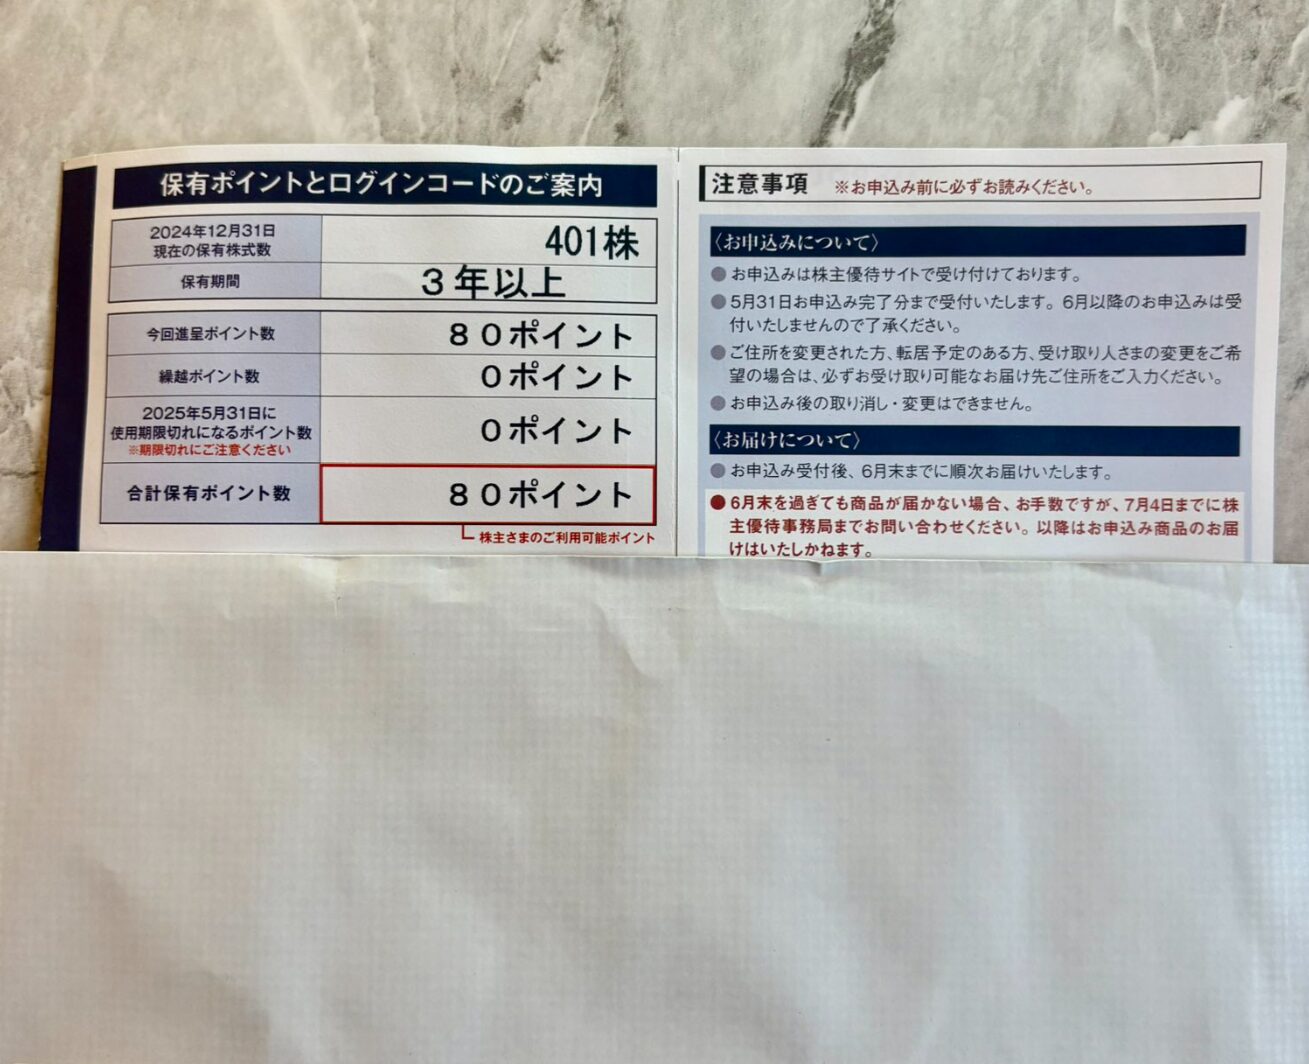 保有ポイントとログインコードのご案内
2024年12月31日
現在の保有株式数
401株
保有期間
3年以上
今回進呈ポイント数
80ポイント
繰越ポイント数
0ポイント
2025年5月31日に
使用期限切れになるポイント数
※期限切れにご注意ください
0ポイント
合計保有ポイント数
80ポイント
株主さまのご利用可能ポイント
注意事項 ※お申込み前に必ずお読みください。
〈お申込みについて〉
●お申込みは株主優待サイトで受け付けております。
●5月31日お申込み完了分まで受付いたします。6月以降のお申込みは受
付いたしませんので了承ください。
●ご住所を変更された方、転居予定のある方、受け取り人さまの変更をご希
望の場合は、必ずお受け取り可能なお届け先ご住所をご入力ください。
●お申込み後の取り消し・変更はできません。
〈お届けについて〉
●お申込み受付後、6月末までに順次お届けいたします。
●6月末を過ぎても商品が届かない場合、お手数ですが、7月4日までに株
主優待事務局までお問い合わせください。以降はお申込み商品のお届
けはいたしかねます。